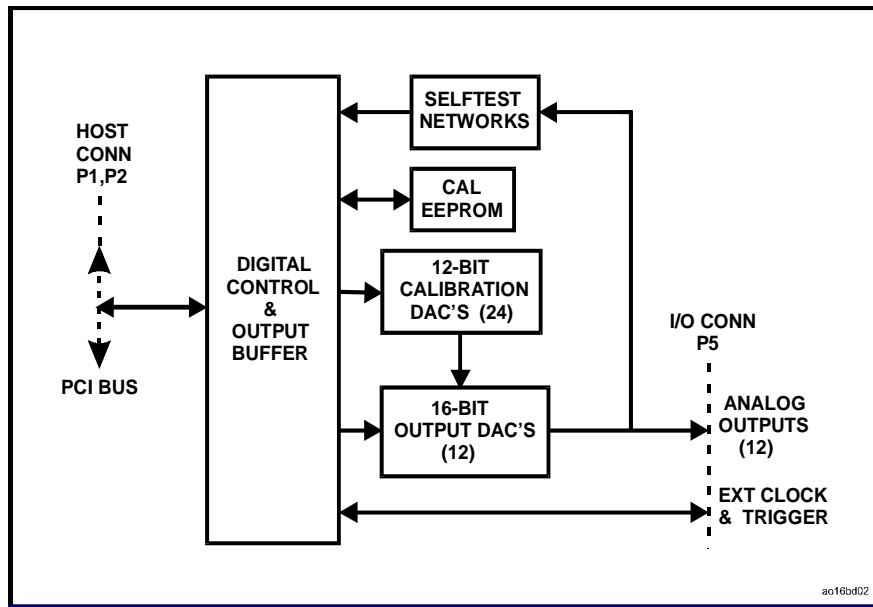 HOST
CONN
P1,P2
PCI BUS
DIGITAL
CONTROL
&
OUTPUT
BUFFER
SELFTEST
NETWORKS
CAL
EEPROM
12-BIT
CALIBRATION
DAC'S (24)
16-BIT
OUTPUT DAC'S
(12)
I/O CONN
P5
ANALOG
OUTPUTS
(12)
EXT CLOCK
& TRIGGER
ao16bd02